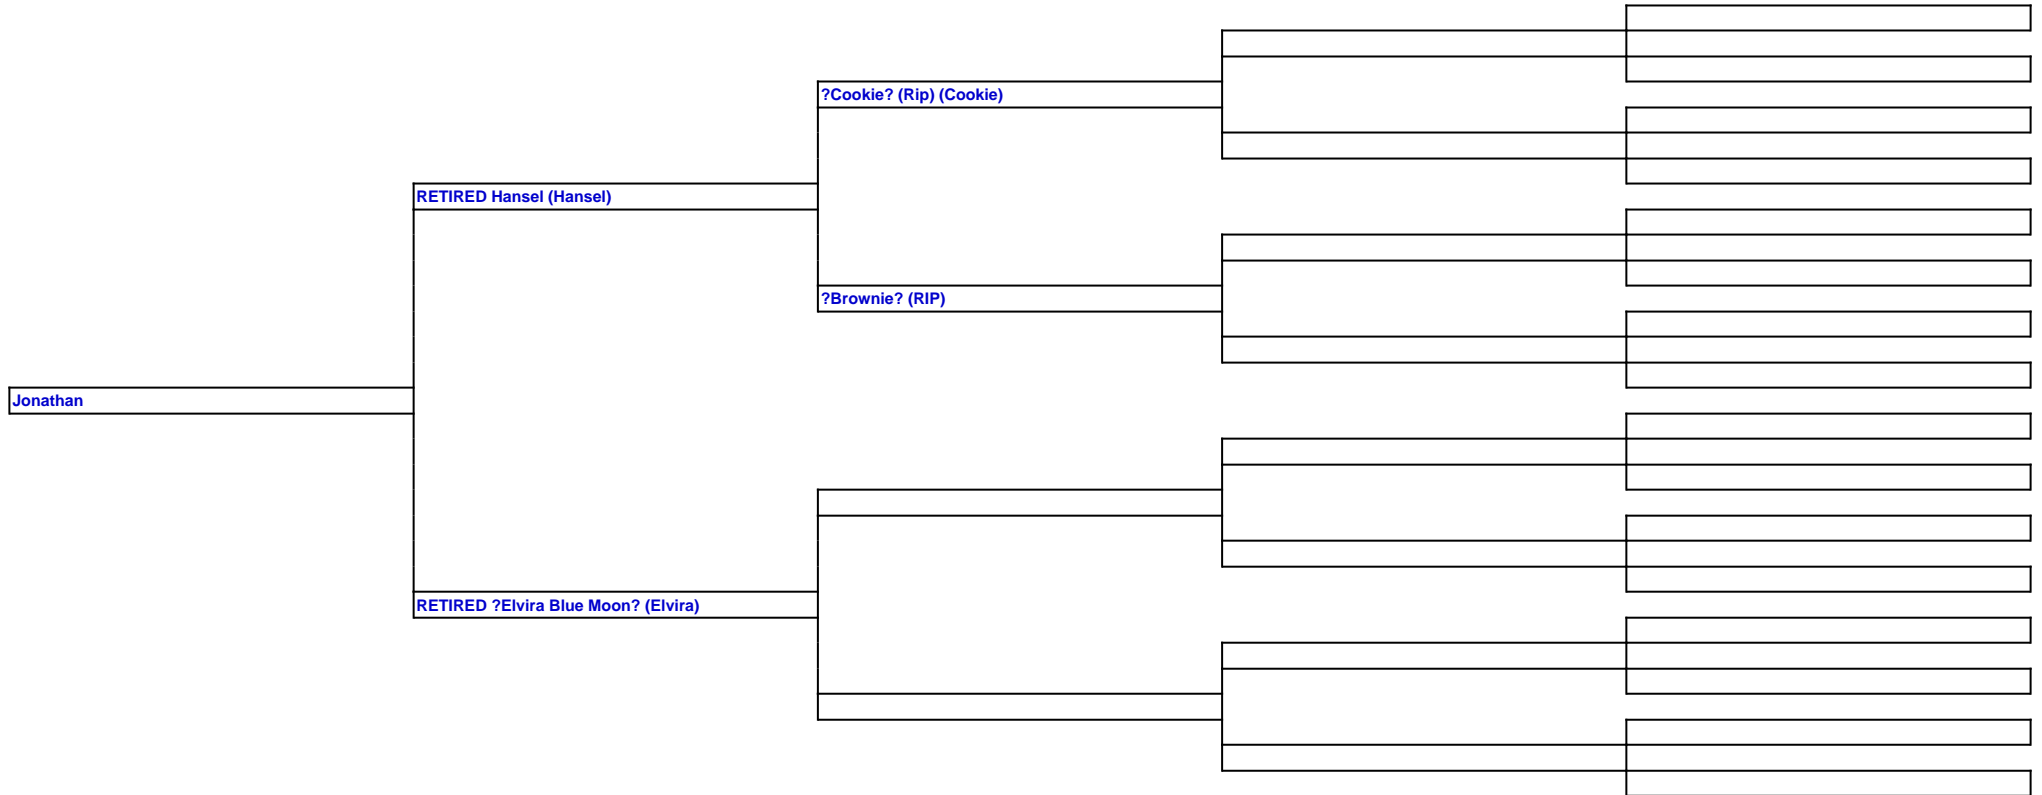 ?Cookie? (Rip) (Cookie)
RETIRED Hansel (Hansel)
?Brownie? (RIP)
Jonathan
RETIRED ?Elvira Blue Moon? (Elvira)